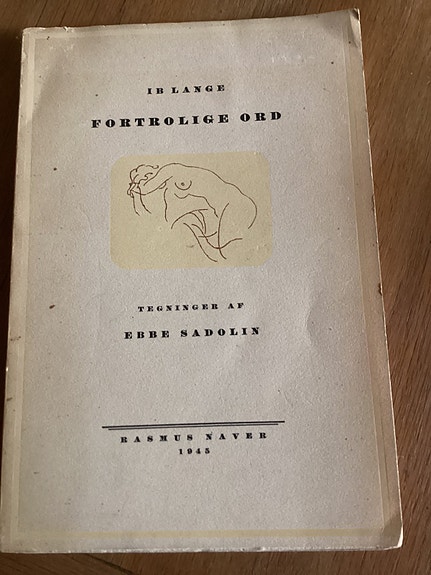 IB LANGE
FORTROLIGE ORD
TEGNINGER AF
EBBE SADOLIN
RASMUS NAVER
1945